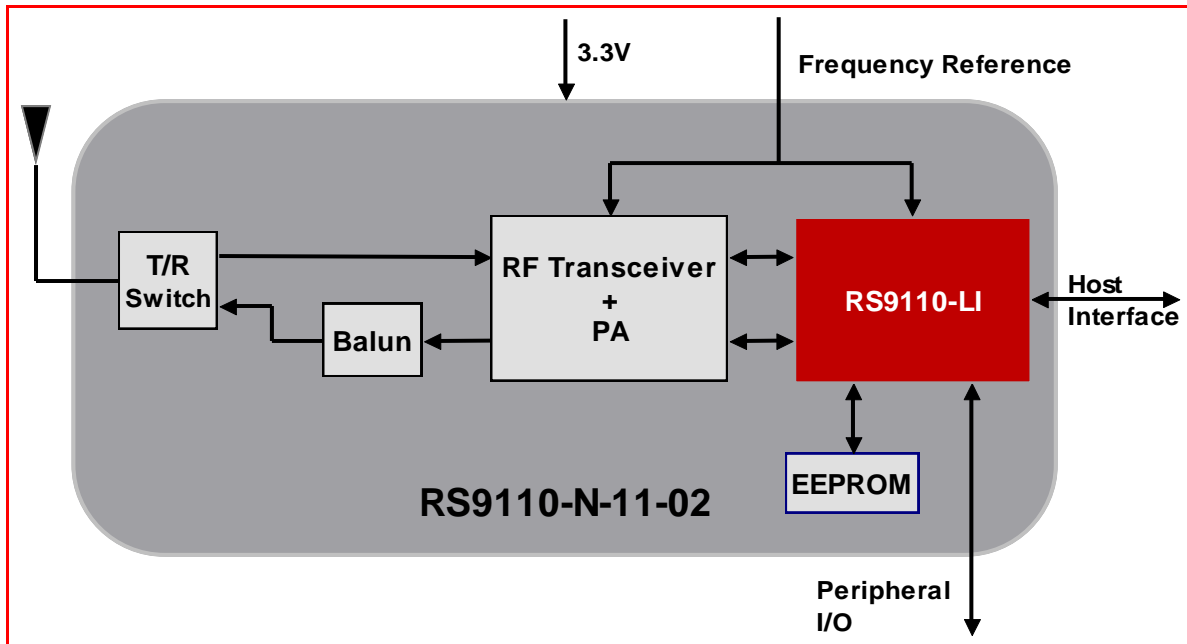 3.3V
Frequency Reference
T/R
Switch
RF Transceiver
+
PA
RS9110-LI
Host
Interface
Balun
EEPROM
RS9110-N-11-02
Peripheral
I/O